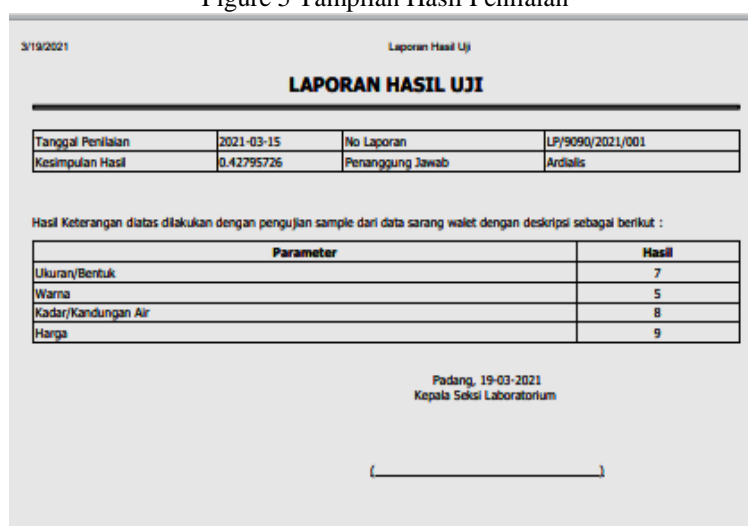 Figure 5 Tampilan Hasil Penilaian
3/19/2021 Laporan Hasil Uji
LAPORAN HASIL UJI
Tanggal Penilaian 2021-03-15 No Laporan LP/9090/2021/001
Kesimpulan Hasil 0.42795726 Penanggung Jawab Ardialis
Hasil Keterangan diatas dilakukan dengan pengujian sample dari data sarang walet dengan deskripsi sebagai berikut :
Parameter Hasil
Ukuran/Bentuk 7
Warna 5
Kadar/Kandungan Air 8
Harga 9
Padang, 19-03-2021
Kepala Seksi Laboratorium
(____________________)